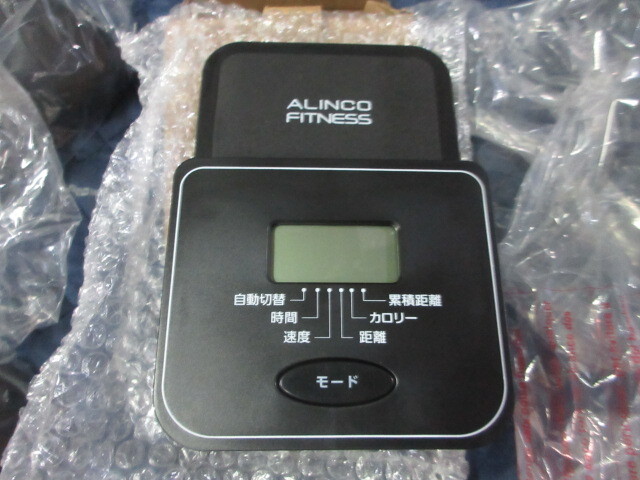 ALINCO
FITNESS
自動切替 累積距離
時間 カロリー
速度 距離
モード